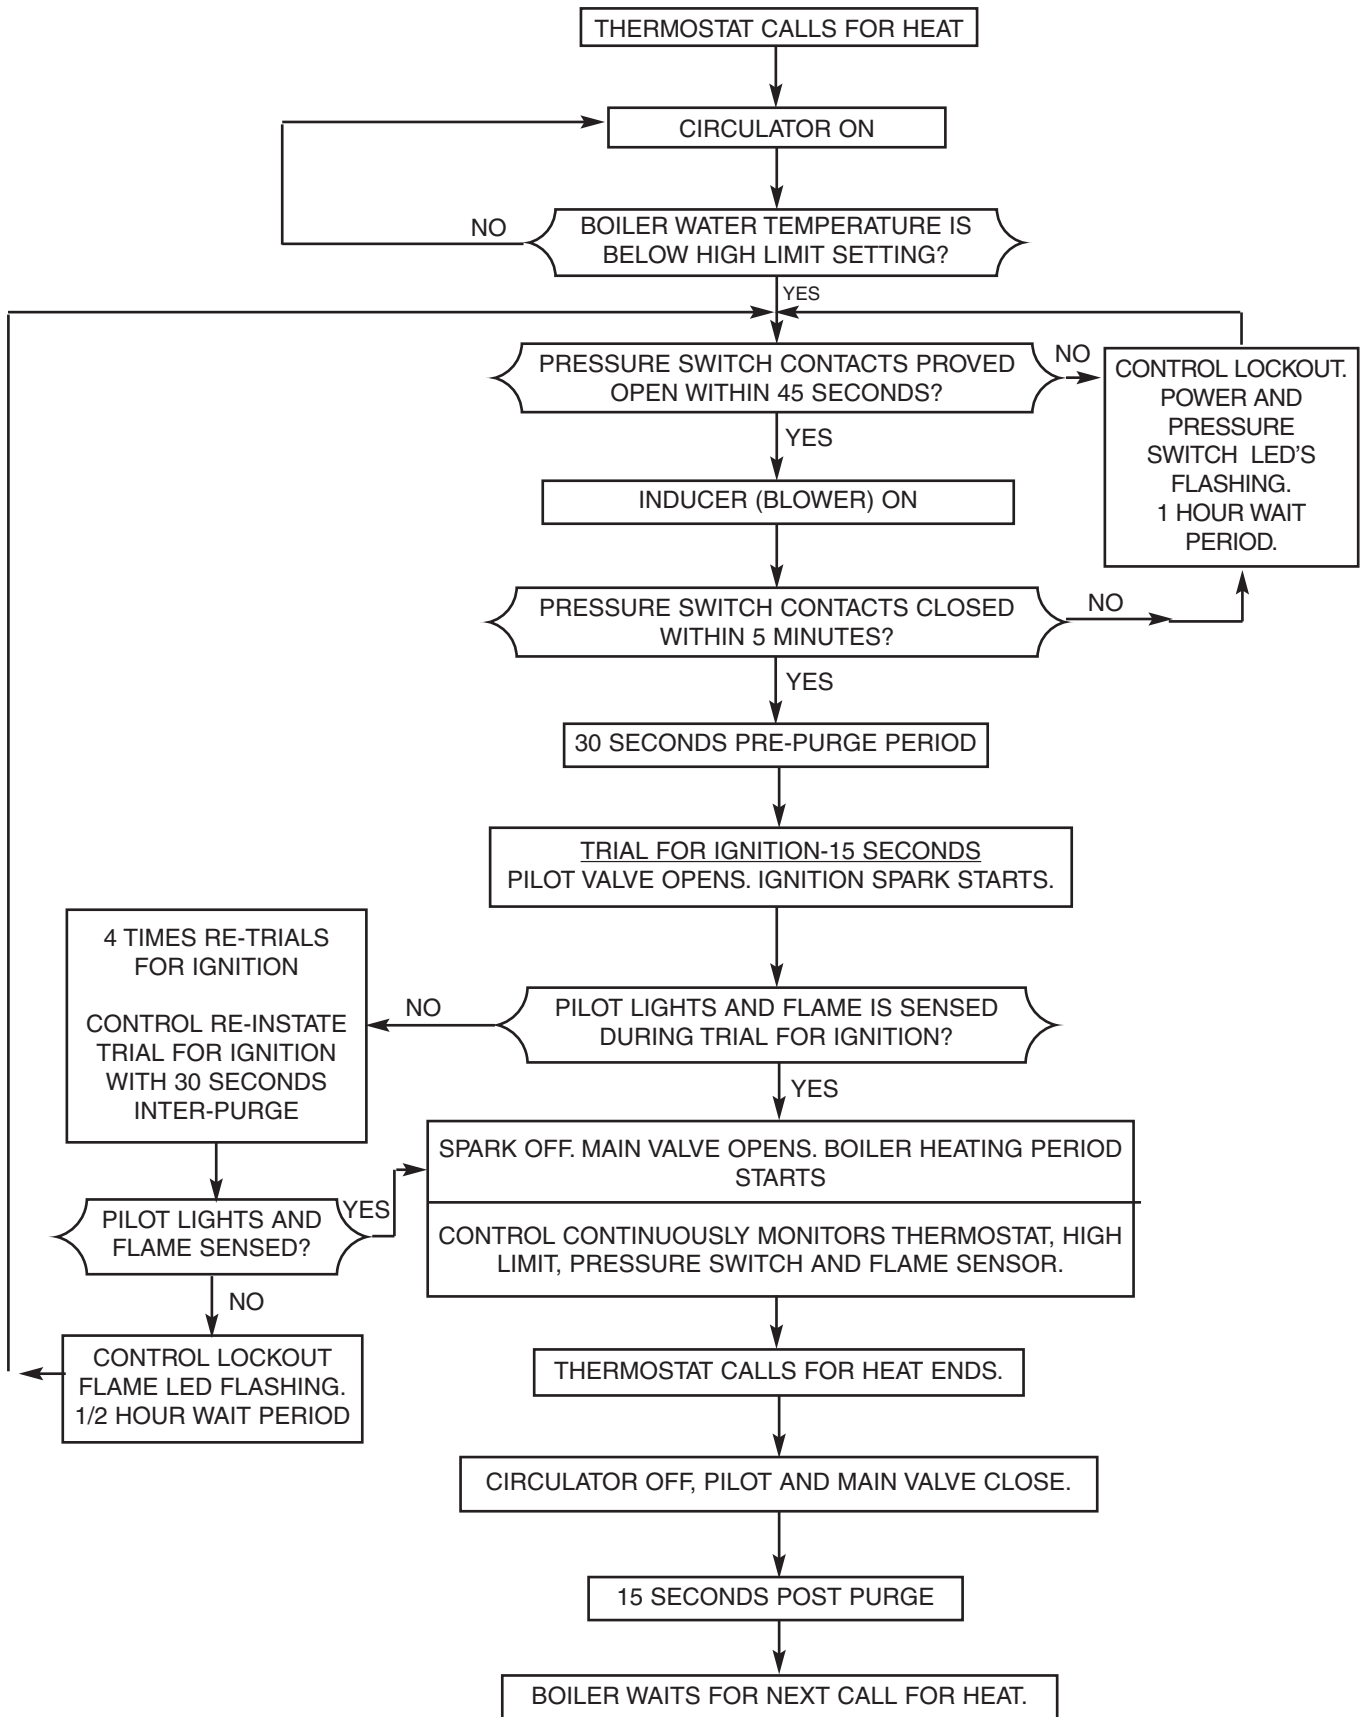 THERMOSTAT CALLS FOR HEAT
CIRCULATOR ON
NO
BOILER WATER TEMPERATURE IS
BELOW HIGH LIMIT SETTING?
YES
PRESSURE SWITCH CONTACTS PROVED
OPEN WITHIN 45 SECONDS?
NO
CONTROL LOCKOUT.
POWER AND
PRESSURE
SWITCH LED'S
FLASHING.
1 HOUR WAIT
PERIOD.
YES
INDUCER (BLOWER) ON
PRESSURE SWITCH CONTACTS CLOSED
WITHIN 5 MINUTES?
NO
YES
30 SECONDS PRE-PURGE PERIOD
TRIAL FOR IGNITION-15 SECONDS
PILOT VALVE OPENS. IGNITION SPARK STARTS.
PILOT LIGHTS AND FLAME IS SENSED
DURING TRIAL FOR IGNITION?
NO
4 TIMES RE-TRIALS
FOR IGNITION
CONTROL RE-INSTATE
TRIAL FOR IGNITION
WITH 30 SECONDS
INTER-PURGE
YES
SPARK OFF. MAIN VALVE OPENS. BOILER HEATING PERIOD
STARTS
CONTROL CONTINUOUSLY MONITORS THERMOSTAT, HIGH
LIMIT, PRESSURE SWITCH AND FLAME SENSOR.
PILOT LIGHTS AND
FLAME SENSED?
YES
NO
CONTROL LOCKOUT
FLAME LED FLASHING.
1/2 HOUR WAIT PERIOD
THERMOSTAT CALLS FOR HEAT ENDS.
CIRCULATOR OFF, PILOT AND MAIN VALVE CLOSE.
15 SECONDS POST PURGE
BOILER WAITS FOR NEXT CALL FOR HEAT.